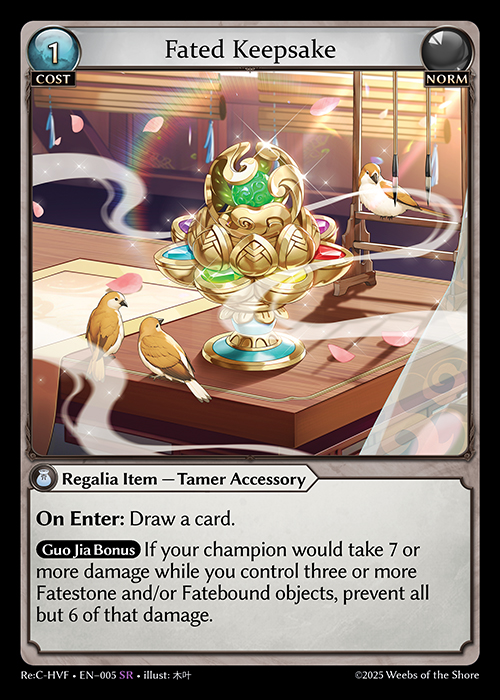 1
Fated Keepsake
COST
NORM
Regalia Item — Tamer Accessory
On Enter: Draw a card.
Guo Jia Bonus If your champion would take 7 or
more damage while you control three or more
Fatestone and/or Fatebound objects, prevent all
but 6 of that damage.
Re:C-HVF • EN-005 SR • illust: 木叶
©2025 Weebs of the Shore